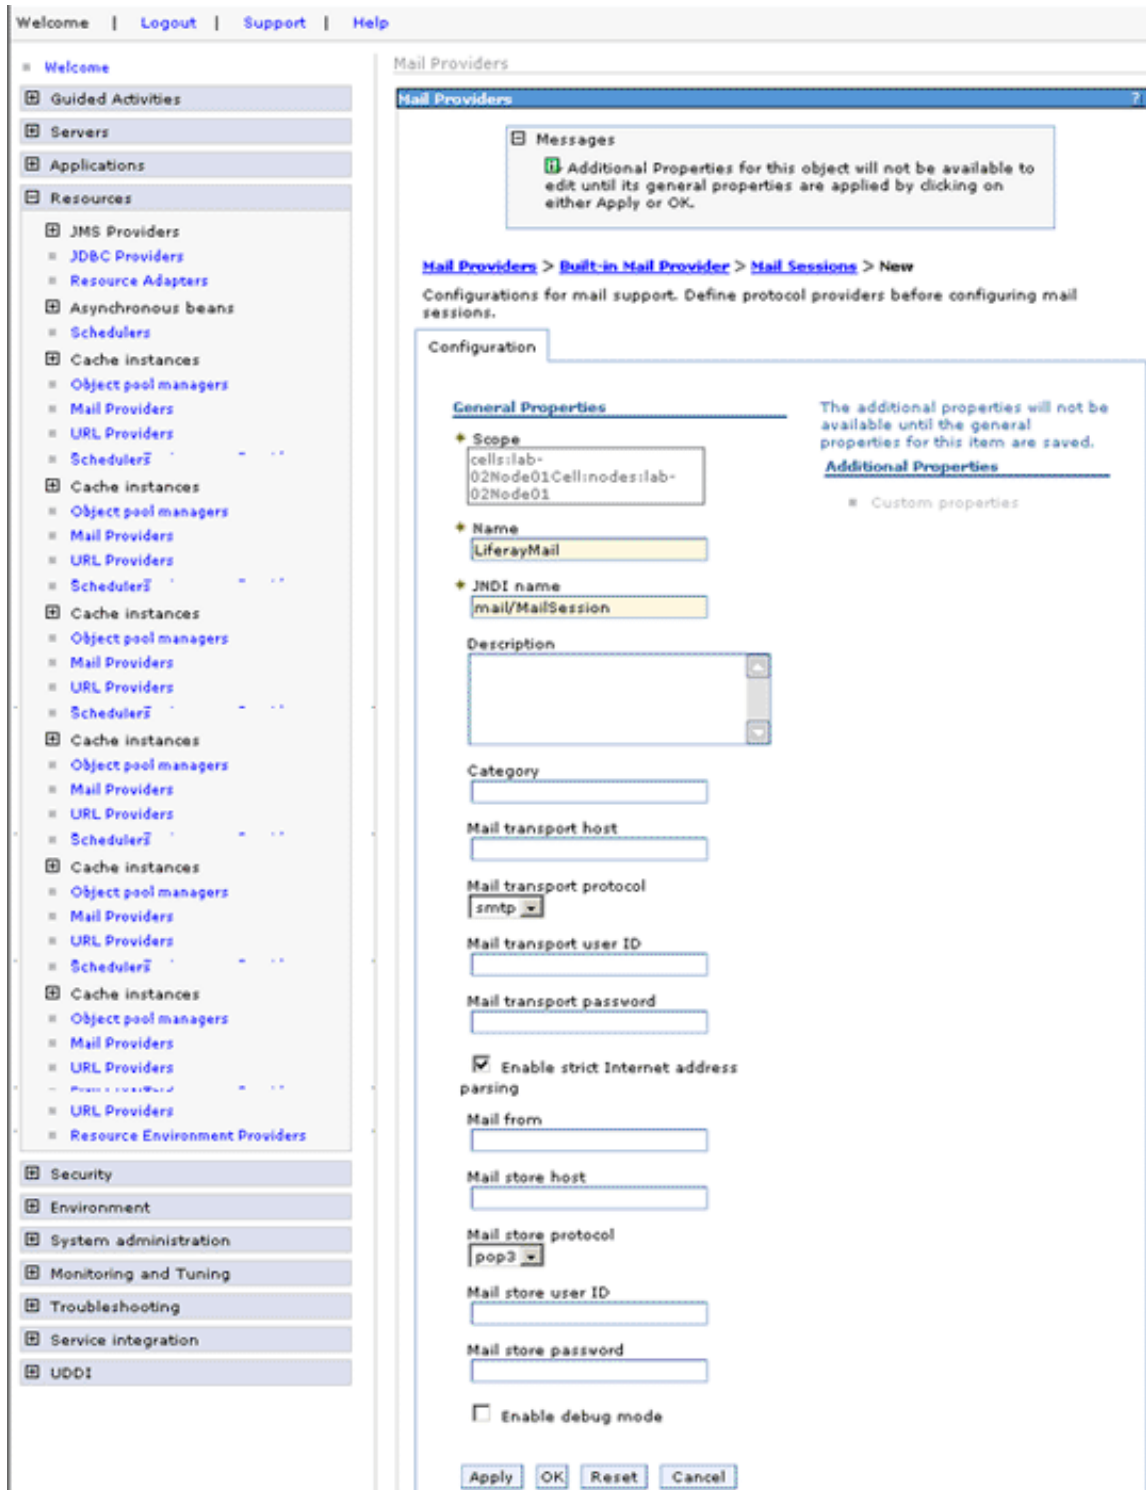 Welcome | Logout | Support | Help
Welcome
Guided Activities
Servers
Applications
Resources
JMS Providers
JDBC Providers
Resource Adapters
Asynchronous beans
Schedulers
Cache instances
Object pool managers
Mail Providers
URL Providers
Schedulers
Cache instances
Object pool managers
Mail Providers
URL Providers
Schedulers
Cache instances
Object pool managers
Mail Providers
URL Providers
Schedulers
Cache instances
Object pool managers
Mail Providers
URL Providers
Schedulers
Cache instances
Object pool managers
Mail Providers
URL Providers
Schedulers
Cache instances
Object pool managers
Mail Providers
URL Providers
URL Providers
Resource Environment Providers
Security
Environment
System administration
Monitoring and Tuning
Troubleshooting
Service integration
UDDI
Mail Providers
Mail Providers ?
Messages
Additional Properties for this object will not be available to
edit until its general properties are applied by clicking on
either Apply or OK.
Mail Providers > Built-in Mail Provider > Mail Sessions > New
Configurations for mail support. Define protocol providers before configuring mail
sessions.
Configuration
General Properties
Scope
cells:lab-
02Node01Cell:nodes:lab-
02Node01
Name
LiferayMail
JNDI name
mail/MailSession
Description
Category
Mail transport host
Mail transport protocol
smtp
Mail transport user ID
Mail transport password
Enable strict Internet address
parsing
Mail from
Mail store host
Mail store protocol
pop3
Mail store user ID
Mail store password
Enable debug mode
Apply OK Reset Cancel
The additional properties will not be
available until the general
properties for this item are saved.
Additional Properties
Custom properties